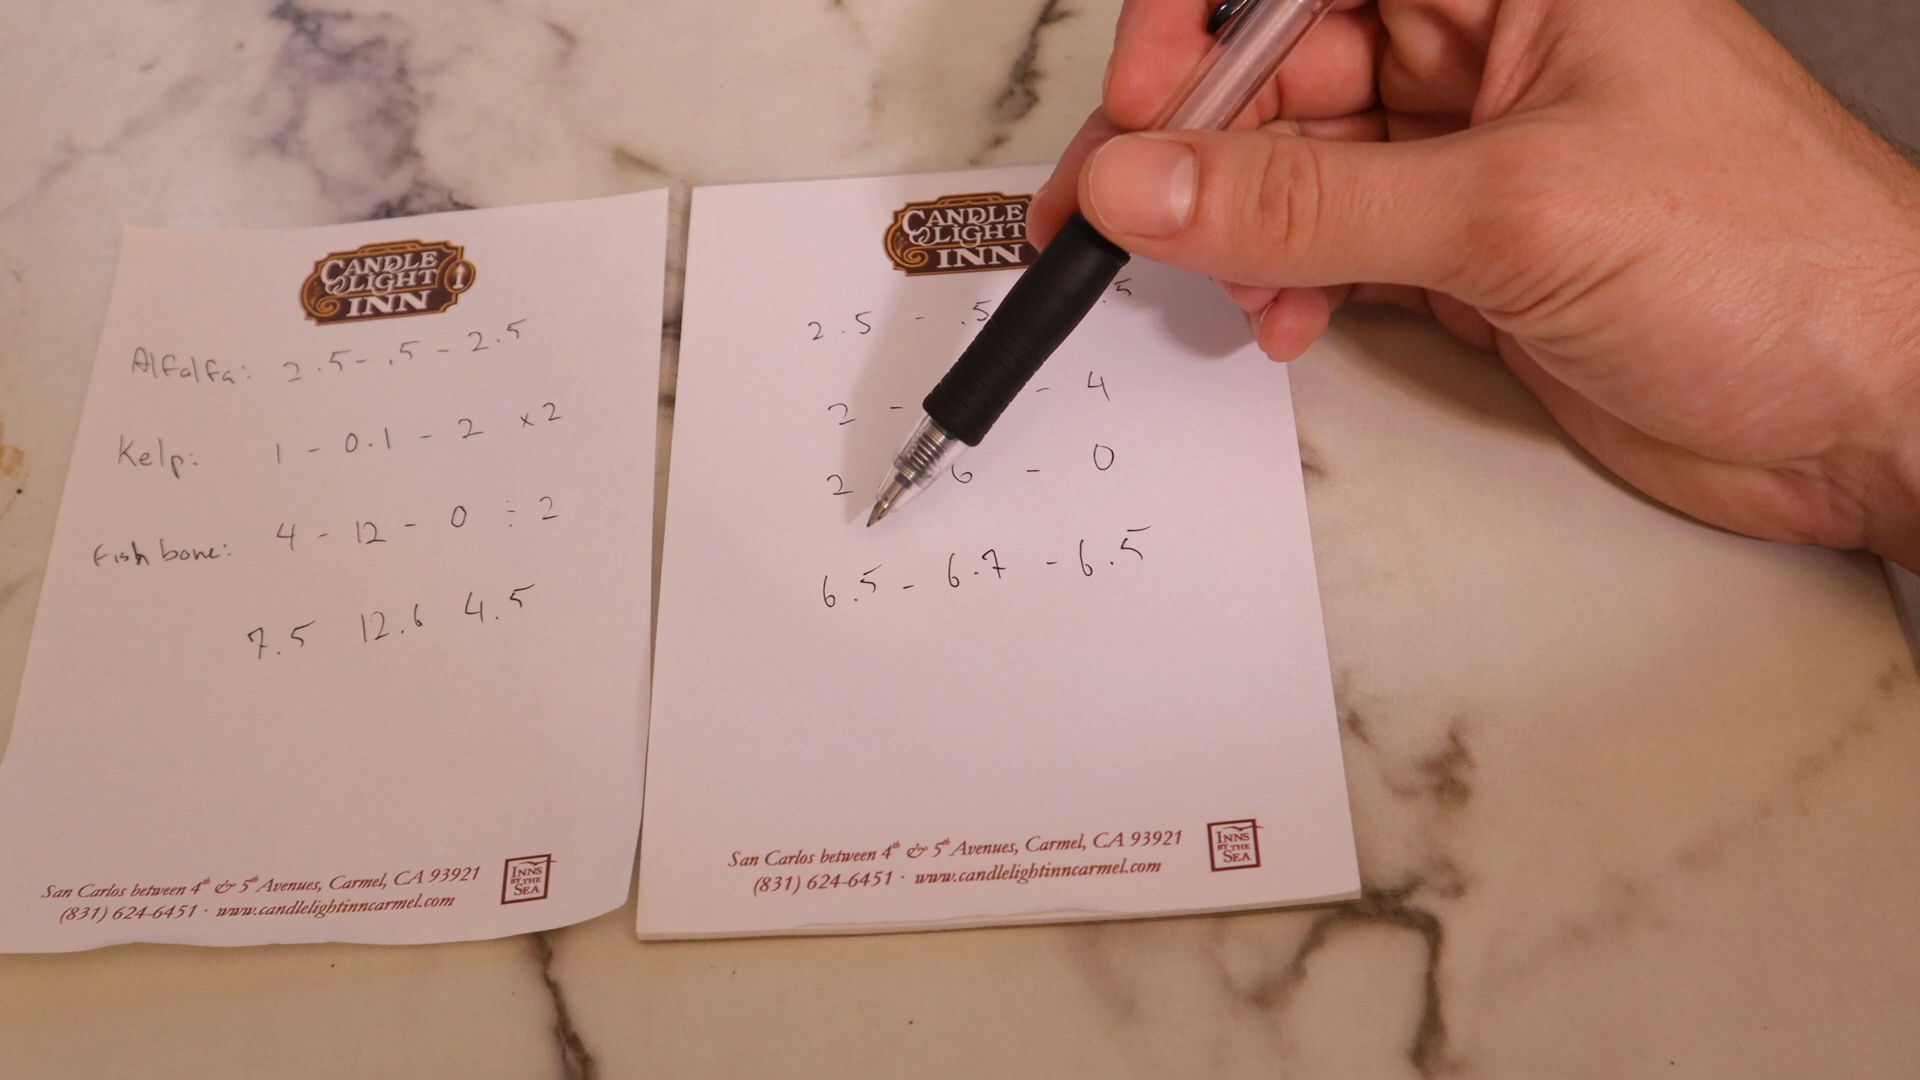 CANDLE
LIGHT
INN
Alfalfa: 2.5 - .5 - 2.5
Kelp: 1 - 0.1 - 2 x 2
Fish bone: 4 - 12 - 0 ÷ 2
7.5 12.6 4.5
San Carlos between 4th & 5th Avenues, Carmel, CA 93921
(831) 624-6451 · www.candlelightinncarmel.com
INNS
BY THE
SEA
CANDLE
LIGHT
INN
2.5 - .5 .5
2 - - 4
2 6 - 0
6.5 - 6.7 - 6.5
San Carlos between 4th & 5th Avenues, Carmel, CA 93921
(831) 624-6451 · www.candlelightinncarmel.com
INNS
BY THE
SEA